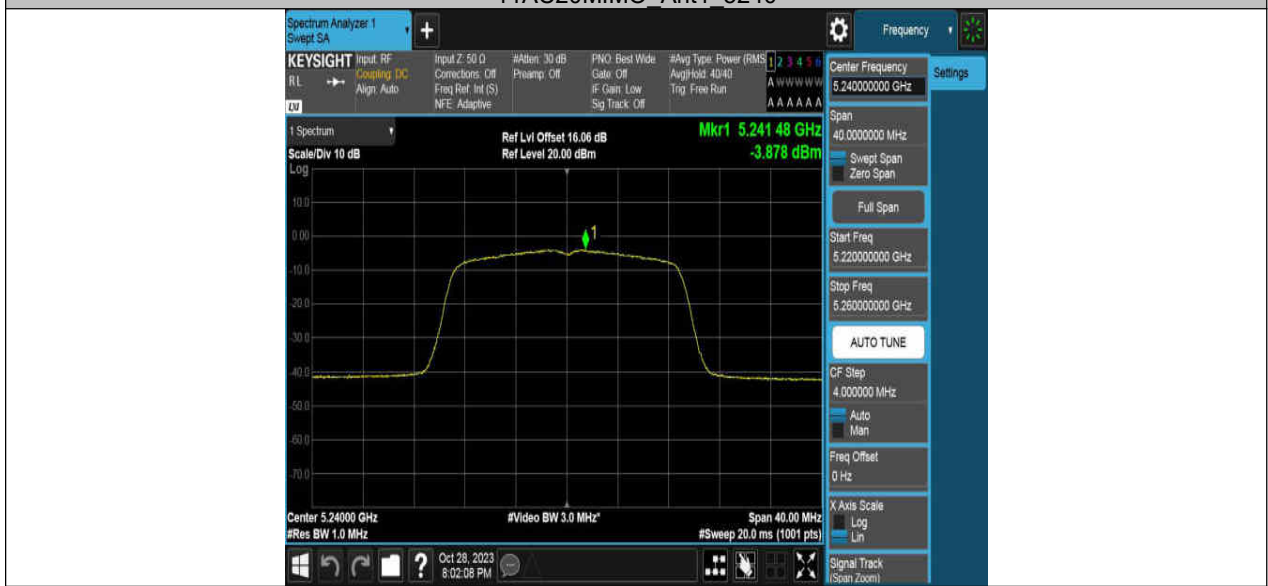 11AC20MIMO_Ant1_5240
Spectrum Analyzer 1
Swept SA
+
Frequency
KEYSIGHT
RL
LXI
Input: RF
Coupling: DC
Align: Auto
Input Z: 50 Ω
Corrections: Off
Freq Ref: Int (S)
NFE: Adaptive
#Atten: 30 dB
Preamp: Off
PNO: Best Wide
Gate: Off
IF Gain: Low
Sig Track: Off
#Avg Type: Power (RMS
Avg|Hold: 40/40
Trig: Free Run
1 2 3 4 5 6
A W W W W W
A A A A A A
Center Frequency
5.240000000 GHz
Settings
1 Spectrum
Scale/Div 10 dB
Log
Ref Lvl Offset 16.06 dB
Ref Level 20.00 dBm
Mkr1 5.241 48 GHz
-3.878 dBm
Span
40.0000000 MHz
Swept Span
Zero Span
Full Span
Start Freq
5.220000000 GHz
Stop Freq
5.260000000 GHz
AUTO TUNE
CF Step
4.000000 MHz
Auto
Man
Freq Offset
0 Hz
X Axis Scale
Log
Lin
Signal Track
(Span Zoom)
10.0
0.00
-10.0
-20.0
-30.0
-40.0
-50.0
-60.0
-70.0
1
Center 5.24000 GHz
#Res BW 1.0 MHz
#Video BW 3.0 MHz*
Span 40.00 MHz
#Sweep 20.0 ms (1001 pts)
?
Oct 28, 2023
8:02:08 PM